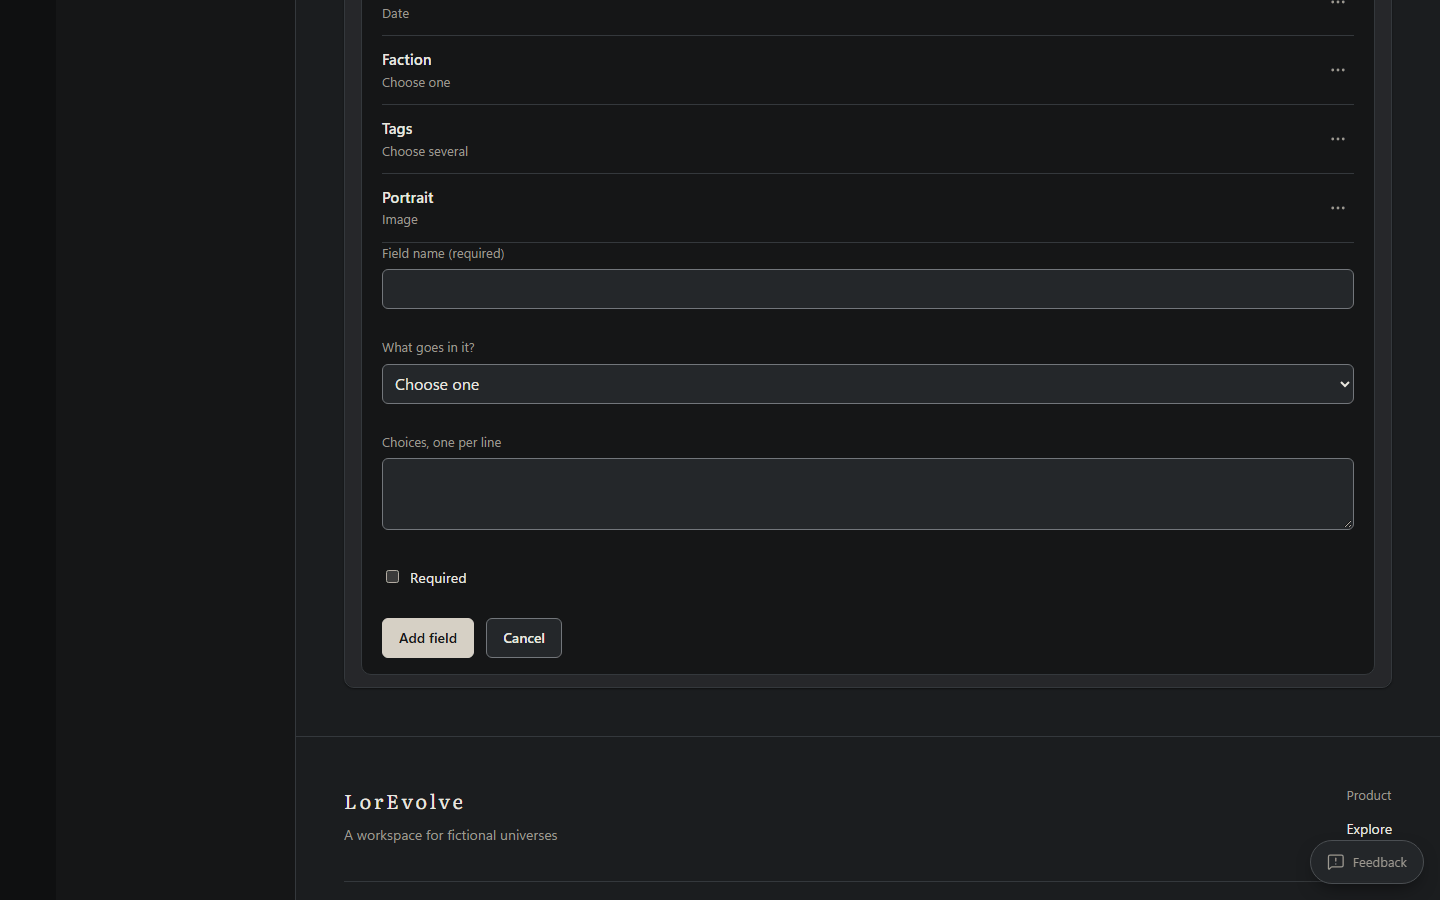 Date
Faction
Choose one
Tags
Choose several
Portrait
Image
Field name (required)
What goes in it?
Choose one
Choices, one per line
Required
Add field
Cancel
LorEvolve
A workspace for fictional universes
Product
Explore
Feedback